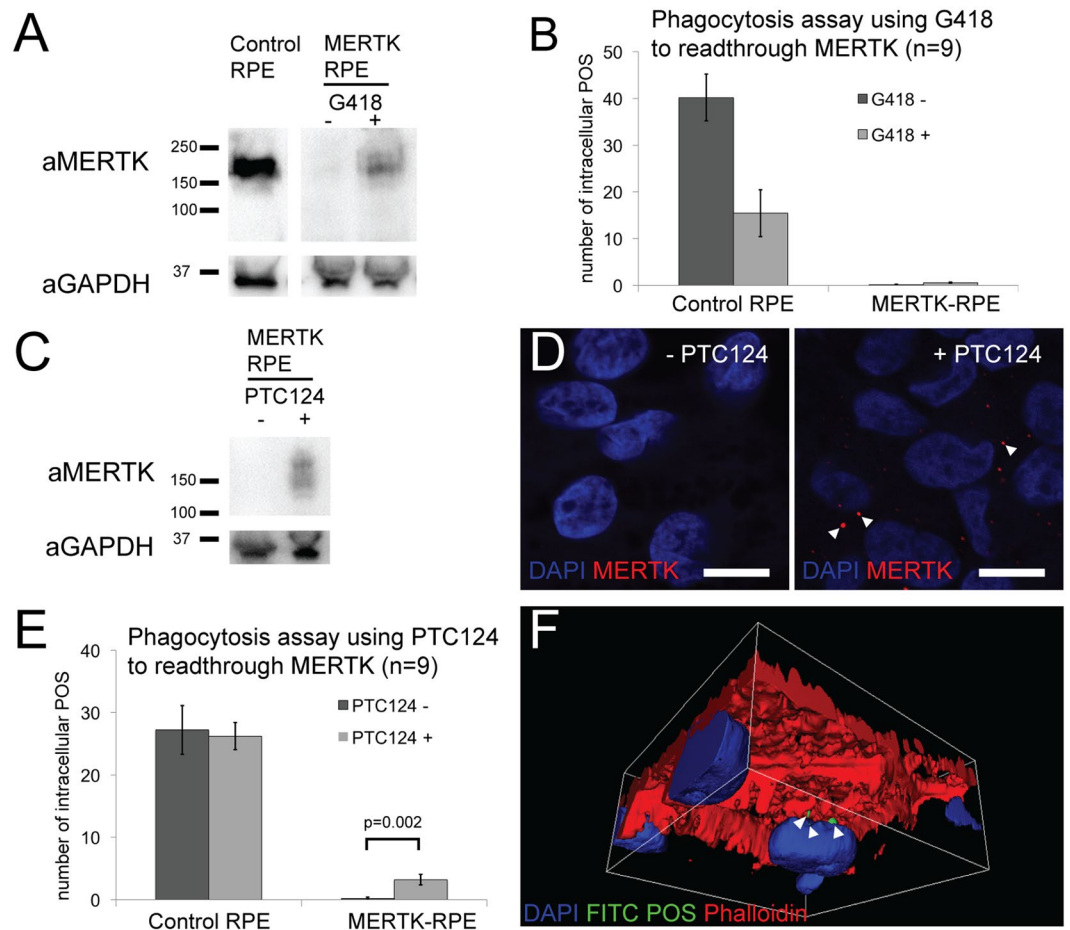 A
Control
RPE
MERTK
RPE
G418
- +
aMERTK
250
150
100
aGAPDH
37
B
Phagocytosis assay using G418
to readthrough MERTK (n=9)
number of intracellular POS
50
40
30
20
10
0
G418 -
G418 +
Control RPE
MERTK-RPE
C
MERTK
RPE
PTC124
- +
aMERTK
150
100
aGAPDH
37
D
- PTC124
DAPI MERTK
+ PTC124
DAPI MERTK
E
Phagocytosis assay using PTC124
to readthrough MERTK (n=9)
number of intracellular POS
40
30
20
10
0
PTC124 -
PTC124 +
p=0.002
Control RPE
MERTK-RPE
F
DAPI FITC POS Phalloidin